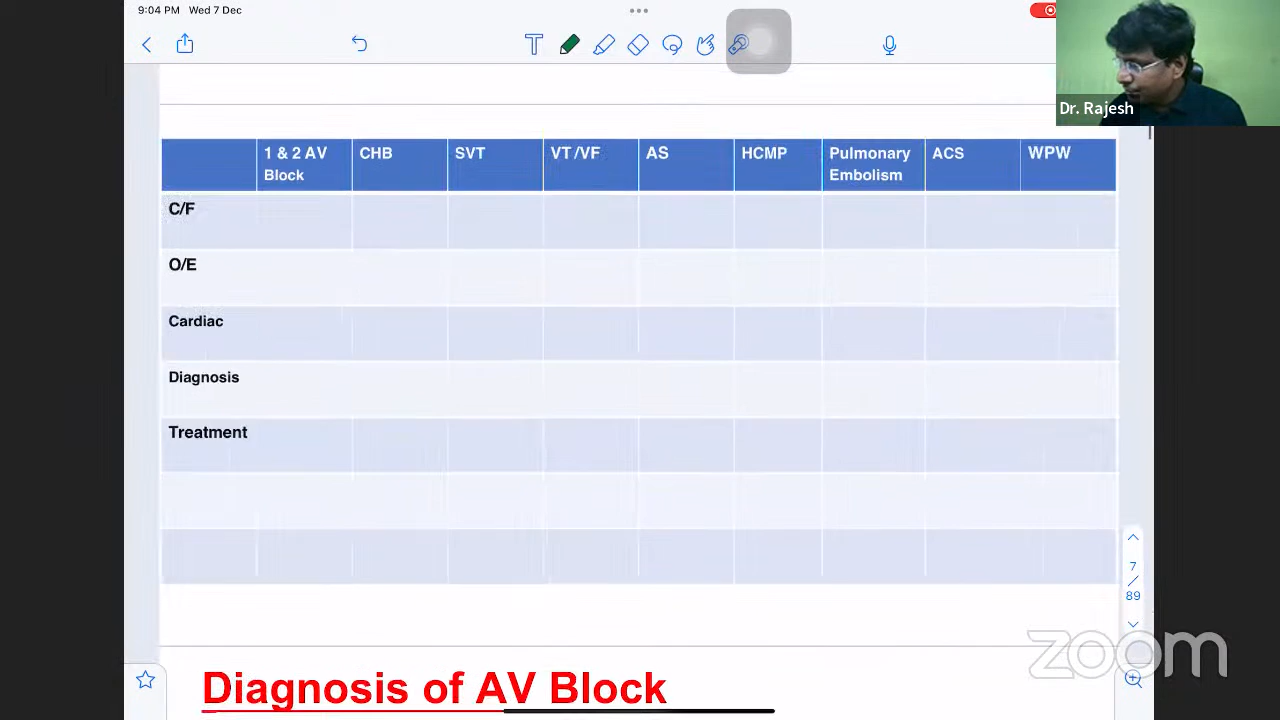 9:04 PM Wed 7 Dec
Dr. Rajesh
1 & 2 AV Block CHB SVT VT /VF AS HCMP Pulmonary Embolism ACS WPW
C/F
O/E
Cardiac
Diagnosis
Treatment
7
/
89
zoom
Diagnosis of AV Block